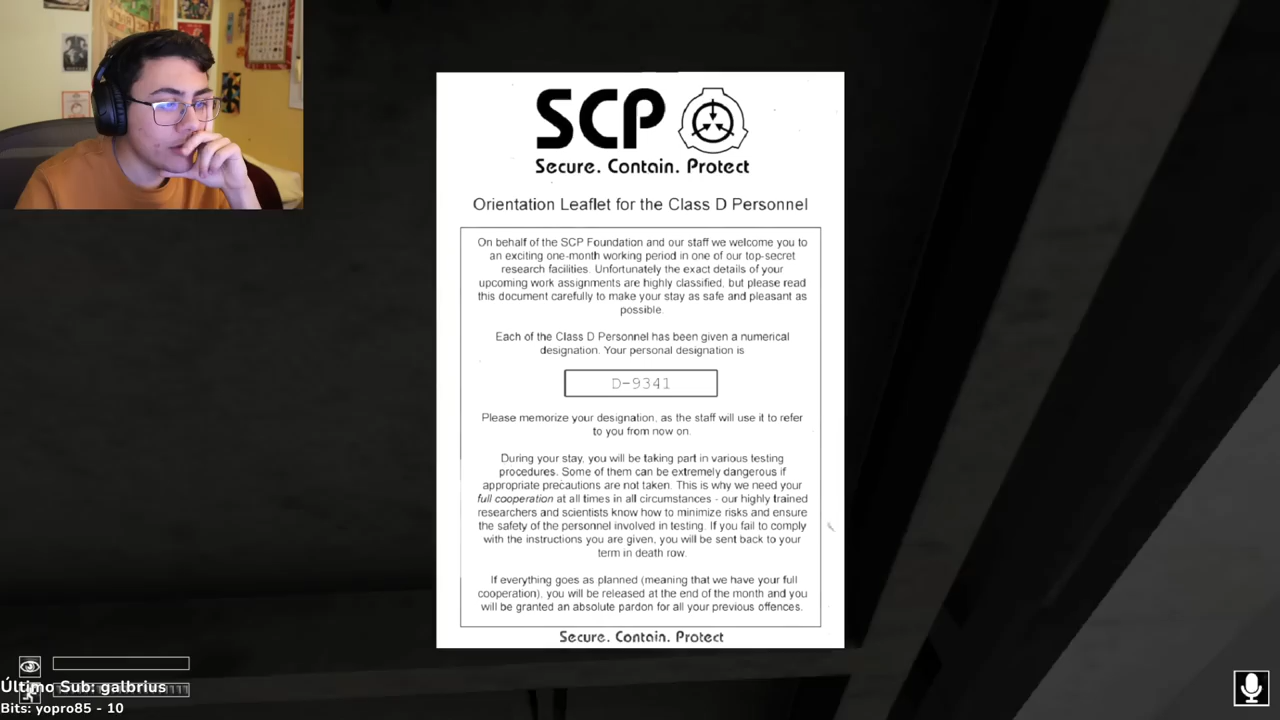 SCP
Secure. Contain. Protect
Orientation Leaflet for the Class D Personnel
On behalf of the SCP Foundation and our staff we welcome you to
an exciting one-month working period in one of our top-secret
research facilities. Unfortunately the exact details of your
upcoming work assignments are highly classified, but please read
this document carefully to make your stay as safe and pleasant as
possible.
Each of the Class D Personnel has been given a numerical
designation. Your personal designation is
D-9341
Please memorize your designation, as the staff will use it to refer
to you from now on.
During your stay, you will be taking part in various testing
procedures. Some of them can be extremely dangerous if
appropriate precautions are not taken. This is why we need your
full cooperation at all times in all circumstances - our highly trained
researchers and scientists know how to minimize risks and ensure
the safety of the personnel involved in testing. If you fail to comply
with the instructions you are given, you will be sent back to your
term in death row.
If everything goes as planned (meaning that we have your full
cooperation), you will be released at the end of the month and you
will be granted an absolute pardon for all your previous offences.
Secure. Contain. Protect
Último Sub: galbrius
Bits: yopro85 - 10